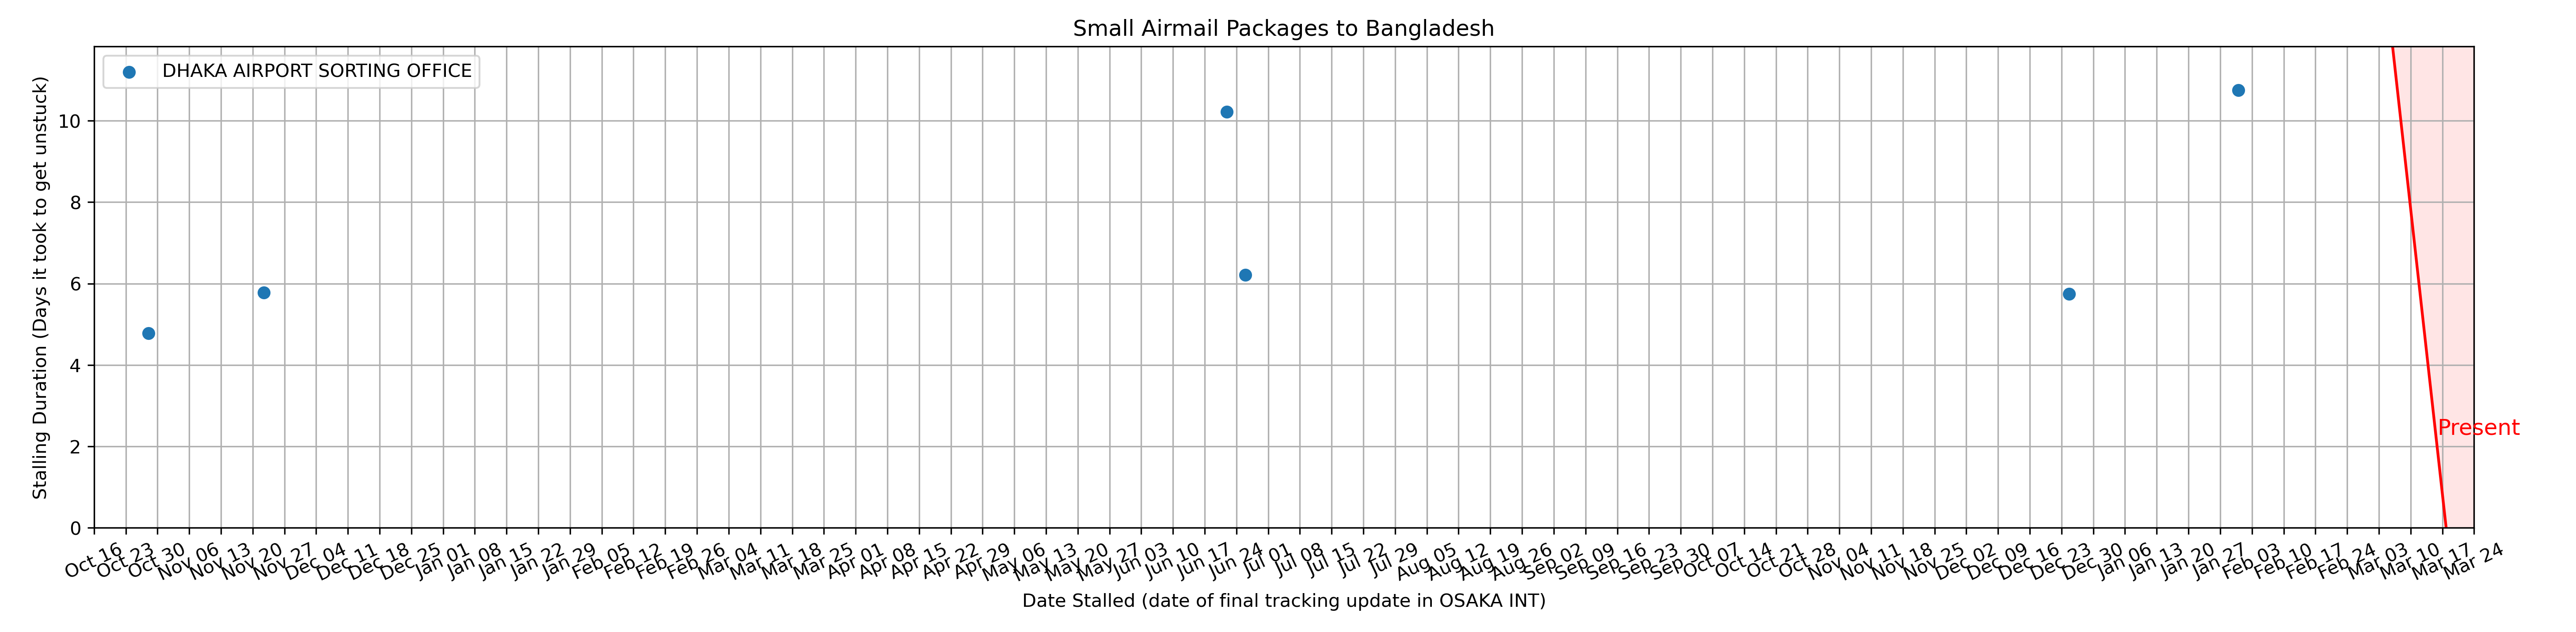 Small Airmail Packages to Bangladesh
DHAKA AIRPORT SORTING OFFICE
Stalling Duration (Days it took to get unstuck)
10
8
6
4
2
0
Present
Oct 16 Oct 23 Oct 30 Nov 06 Nov 13 Nov 20 Nov 27 Dec 04 Dec 11 Dec 18 Dec 25 Jan 01 Jan 08 Jan 15 Jan 22 Jan 29 Feb 05 Feb 12 Feb 19 Feb 26 Mar 04 Mar 11 Mar 18 Mar 25 Apr 01 Apr 08 Apr 15 Apr 22 Apr 29 May 06 May 13 May 20 May 27 Jun 03 Jun 10 Jun 17 Jun 24 Jul 01 Jul 08 Jul 15 Jul 22 Jul 29 Aug 05 Aug 12 Aug 19 Aug 26 Sep 02 Sep 09 Sep 16 Sep 23 Sep 30 Oct 07 Oct 14 Oct 21 Oct 28 Nov 04 Nov 11 Nov 18 Nov 25 Dec 02 Dec 09 Dec 16 Dec 23 Dec 30 Jan 06 Jan 13 Jan 20 Jan 27 Feb 03 Feb 10 Feb 17 Feb 24 Mar 03 Mar 10 Mar 17 Mar 24
Date Stalled (date of final tracking update in OSAKA INT)